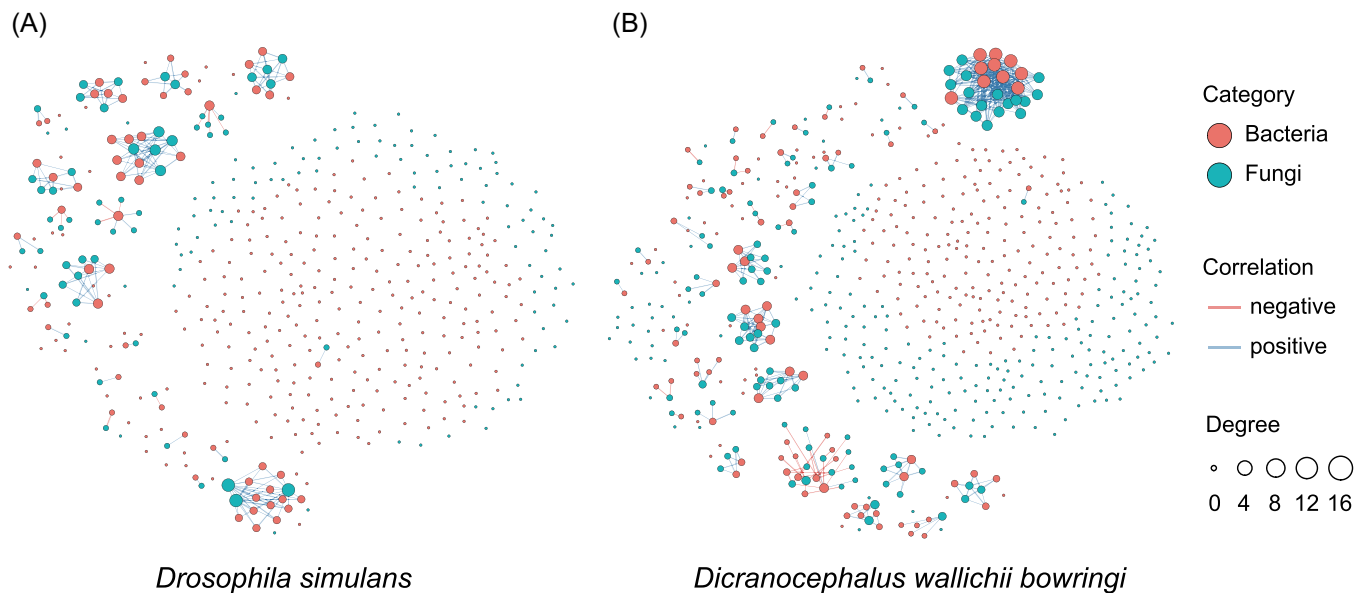 (A)
(B)
Category
Bacteria
Fungi
Correlation
negative
positive
Degree
0 4 8 12 16
Drosophila simulans
Dicranocephalus wallichii bowringi